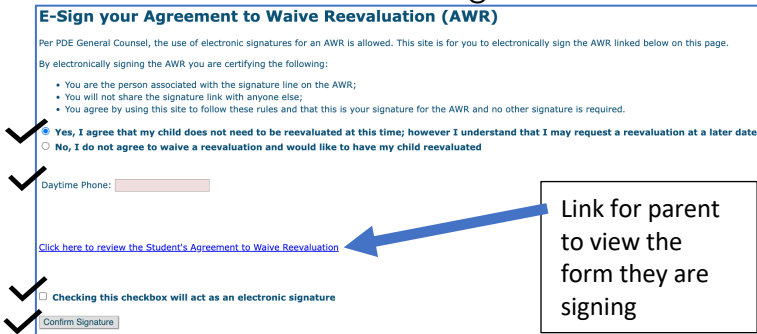 E-Sign your Agreement to Waive Reevaluation (AWR)
Per PDE General Counsel, the use of electronic signatures for an AWR is allowed. This site is for you to electronically sign the AWR linked below on this page.
By electronically signing the AWR you are certifying the following:
• You are the person associated with the signature line on the AWR;
• You will not share the signature link with anyone else;
• You agree by using this site to follow these rules and that this is your signature for the AWR and no other signature is required.
Yes, I agree that my child does not need to be reevaluated at this time; however I understand that I may request a reevaluation at a later date
No, I do not agree to waive a reevaluation and would like to have my child reevaluated
Daytime Phone:
Click here to review the Student's Agreement to Waive Reevaluation
Link for parent
to view the
form they are
signing
Checking this checkbox will act as an electronic signature
Confirm Signature